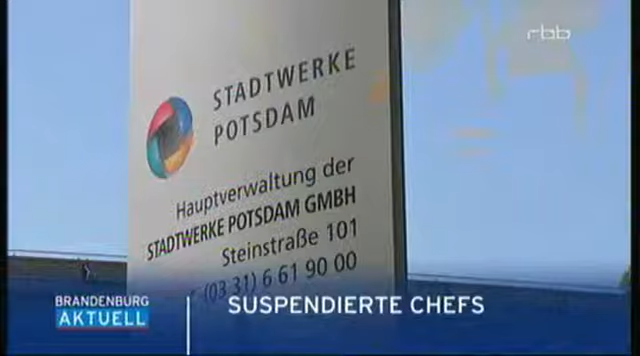 rbb
STADTWERKE
POTSDAM
Hauptverwaltung der
STADTWERKE POTSDAM GMBH
Steinstraße 101
(03 31) 6 61 90 00
BRANDENBURG
AKTUELL
SUSPENDIERTE CHEFS